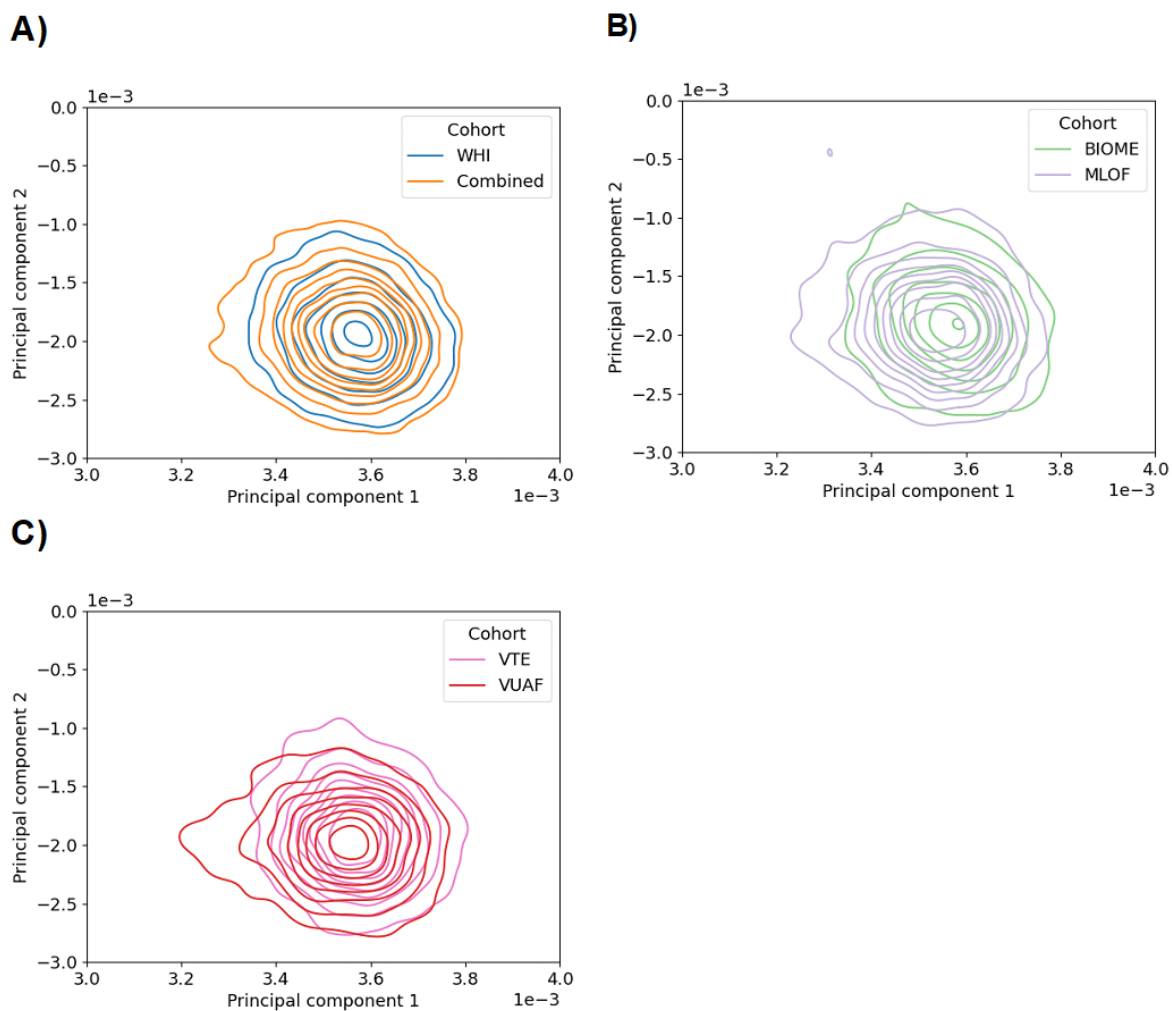 A)
1e−3
0.0
−0.5
−1.0
−1.5
−2.0
−2.5
−3.0
Principal component 2
Cohort
WHI
Combined
3.0 3.2 3.4 3.6 3.8 4.0
Principal component 1
1e−3
B)
1e−3
0.0
−0.5
−1.0
−1.5
−2.0
−2.5
−3.0
Principal component 2
Cohort
BIOME
MLOF
3.0 3.2 3.4 3.6 3.8 4.0
Principal component 1
1e−3
C)
1e−3
0.0
−0.5
−1.0
−1.5
−2.0
−2.5
−3.0
Principal component 2
Cohort
VTE
VUAF
3.0 3.2 3.4 3.6 3.8 4.0
Principal component 1
1e−3